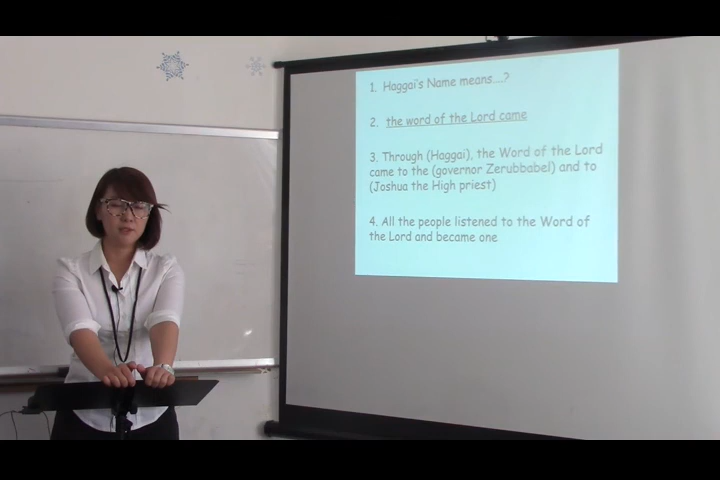 1. Haggai's Name means....?
2. the word of the Lord came
3. Through (Haggai), the Word of the Lord
came to the (governor Zerubbabel) and to
(Joshua the High priest)
4. All the people listened to the Word of
the Lord and became one